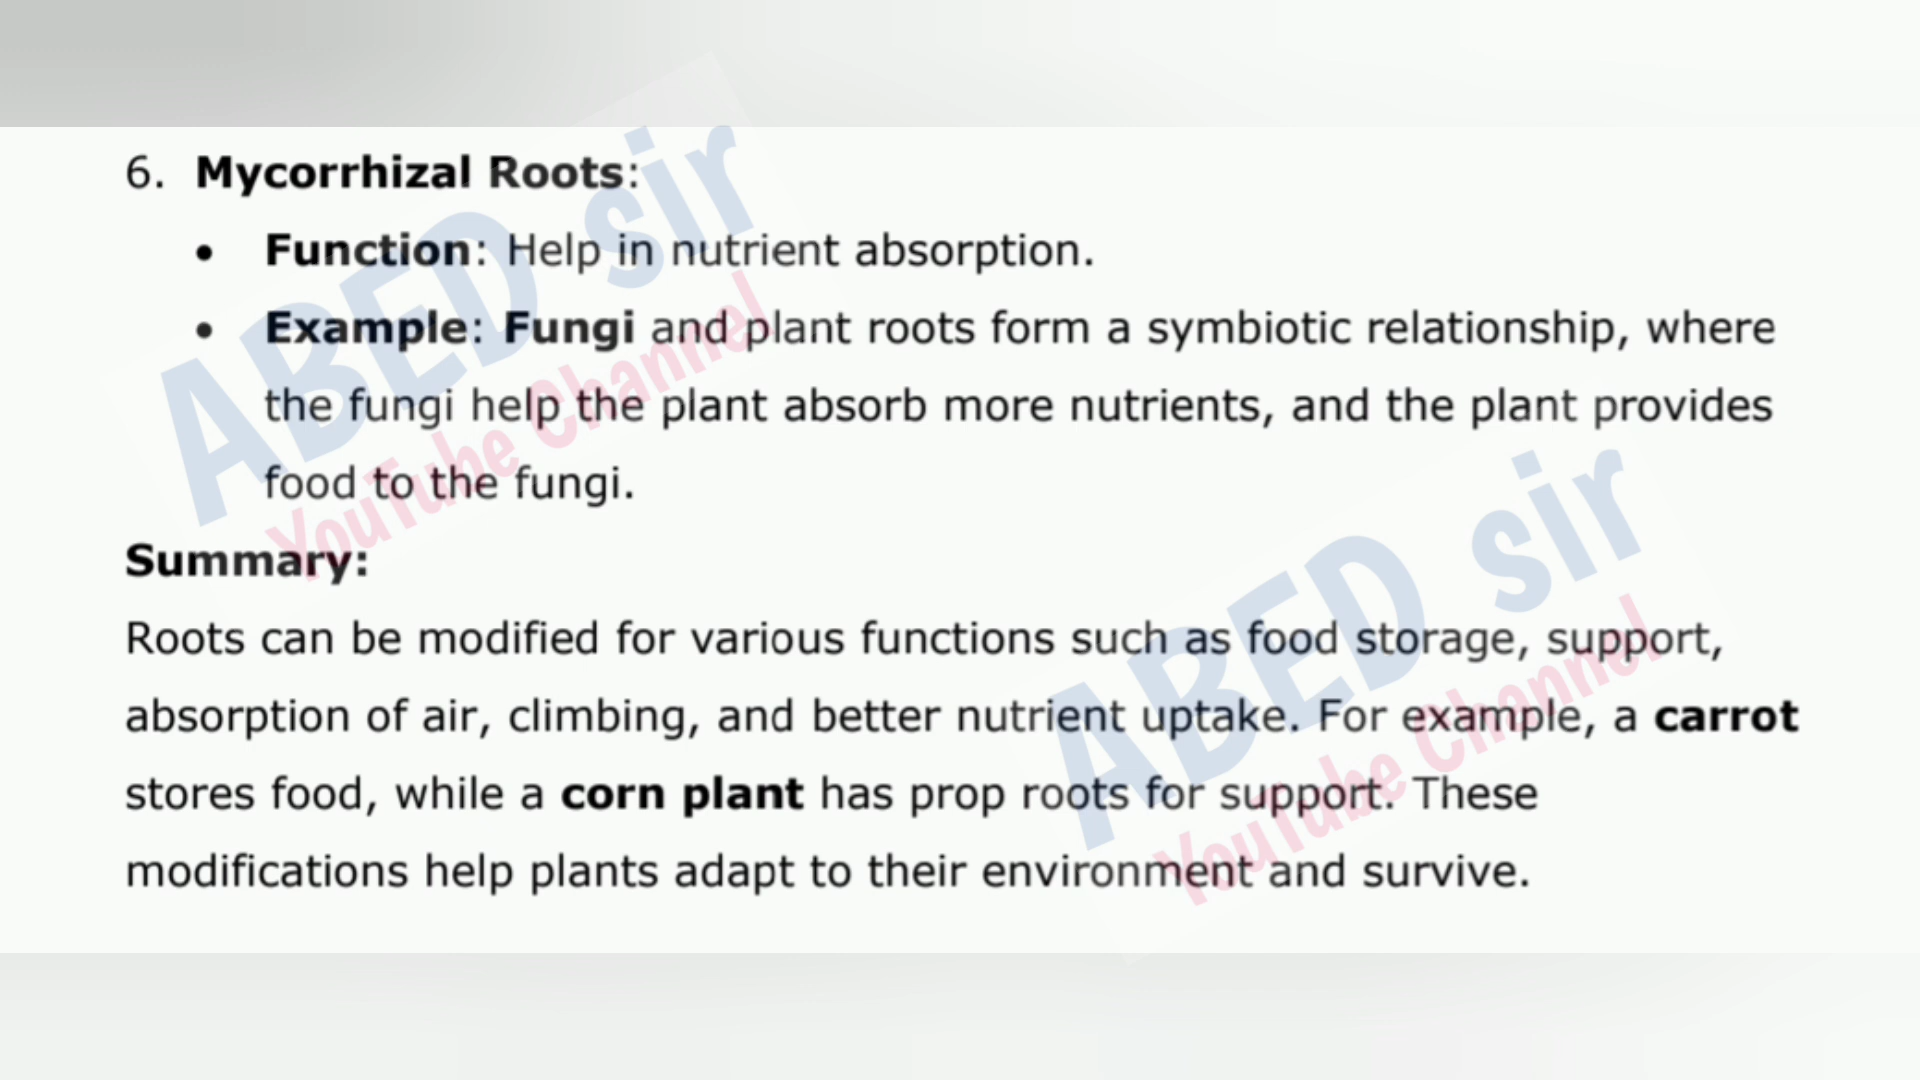 6. Mycorrhizal Roots:
• Function: Help in nutrient absorption.
• Example: Fungi and plant roots form a symbiotic relationship, where
the fungi help the plant absorb more nutrients, and the plant provides
food to the fungi.
Summary:
Roots can be modified for various functions such as food storage, support,
absorption of air, climbing, and better nutrient uptake. For example, a carrot
stores food, while a corn plant has prop roots for support. These
modifications help plants adapt to their environment and survive.
ABED sir
YouTube Channel
ABED sir
YouTube Channel